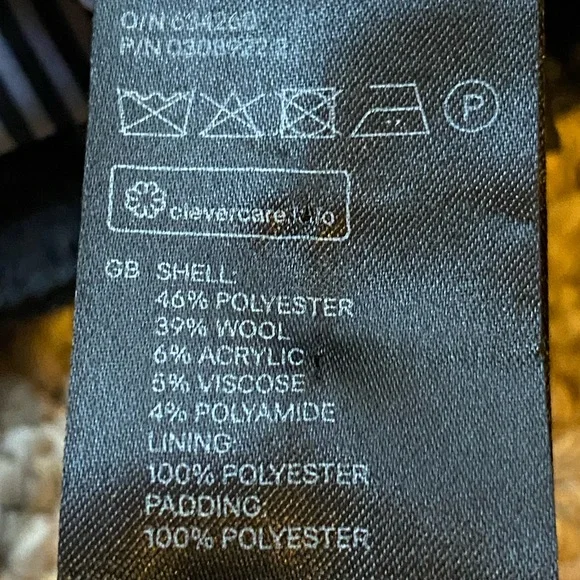 O/N 634260
P/N
P
clevercare.info
GB SHELL:
46% POLYESTER
39% WOOL
6% ACRYLIC
5% VISCOSE
4% POLYAMIDE
LINING:
100% POLYESTER
PADDING:
100% POLYESTER